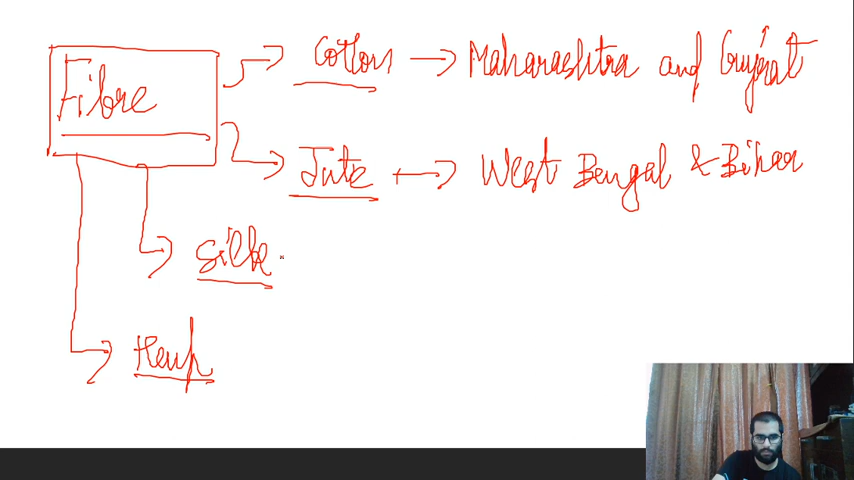 Fibre
Cotton → Maharashtra and Gujrat
Jute → West Bengal & Bihar
Silk
Hemp